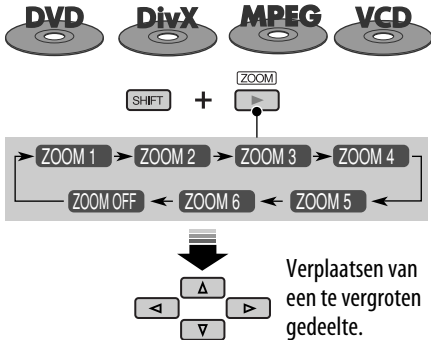 DVD DivX MPEG VCD
ZOOM
SHIFT +
ZOOM 1 ZOOM 2 ZOOM 3 ZOOM 4
ZOOM OFF ZOOM 6 ZOOM 5
Verplaatsen van
een te vergroten
gedeelte.